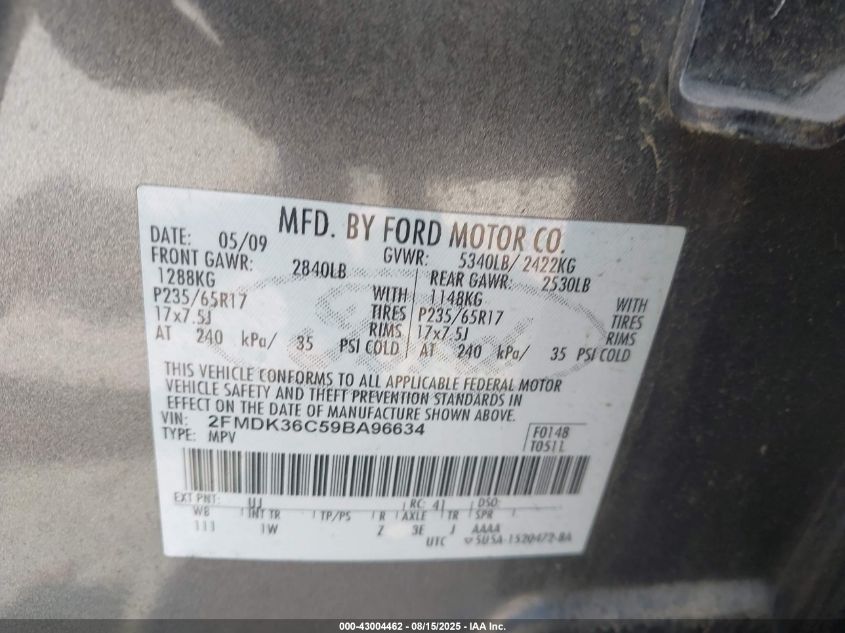 MFD. BY FORD MOTOR CO.
DATE: 05/09 GVWR: 5340LB/ 2422KG
FRONT GAWR: 2840LB REAR GAWR: 2530LB
1288KG WITH 1148KG WITH
P235/65R17 TIRES P235/65R17 TIRES
17x7.5J RIMS 17x7.5J RIMS
AT 240 kPa/ 35 PSI COLD AT 240 kPa/ 35 PSI COLD
THIS VEHICLE CONFORMS TO ALL APPLICABLE FEDERAL MOTOR
VEHICLE SAFETY AND THEFT PREVENTION STANDARDS IN
EFFECT ON THE DATE OF MANUFACTURE SHOWN ABOVE.
VIN: 2FMDK36C59BA96634 F0148
TYPE: MPV T051L
EXT PNT: UJ RC: 41 DSO:
WB INT TR TP/PS R AXLE TR SPR
111 1W Z 3E J AAAA
UTC 5U5A-1520472-BA
000-43004462 - 08/15/2025 - IAA Inc.